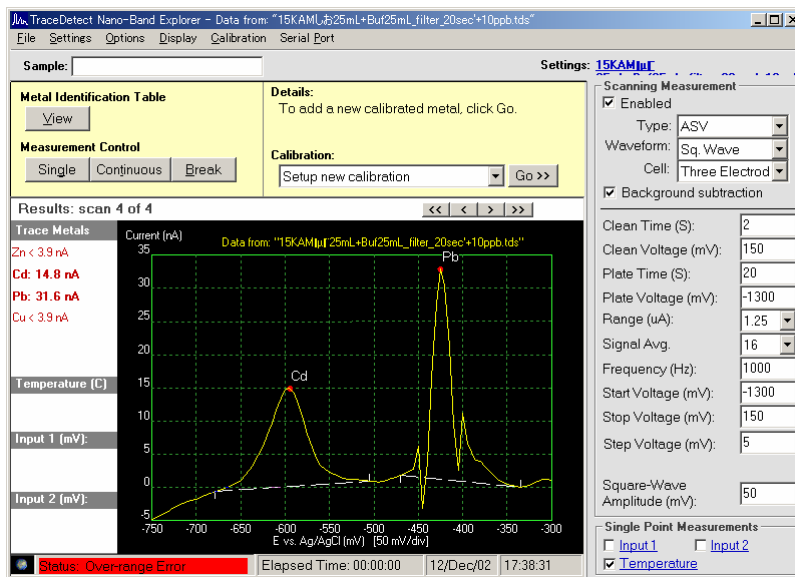 TraceDetect Nano-Band Explorer - Data from: "15KAMしお25mL+Buf25mL_filter_20sec'+10ppb.tds"
File Settings Options Display Calibration Serial Port
Sample:
Settings: 15KAM
Metal Identification Table
View
Measurement Control
Single Continuous Break
Details:
To add a new calibrated metal, click Go.
Calibration:
Setup new calibration Go >>
Results: scan 4 of 4
<< < > >>
Trace Metals
Zn < 3.9 nA
Cd: 14.8 nA
Pb: 31.6 nA
Cu < 3.9 nA
Temperature (C)
Input 1 (mV):
Input 2 (mV):
Current (nA)
Data from: "15KAM 25mL+Buf25mL_filter_20sec'+10ppb.tds"
Pb
Cd
35
30
25
20
15
10
5
0
-5
-750 -700 -650 -600 -550 -500 -450 -400 -350 -300
E vs. Ag/AgCl (mV) [50 mV/div]
Scanning Measurement
Enabled
Type: ASV
Waveform: Sq. Wave
Cell: Three Electrod
Background subtraction
Clean Time (S): 2
Clean Voltage (mV): 150
Plate Time (S): 20
Plate Voltage (mV): -1300
Range (uA): 1.25
Signal Avg. 16
Frequency (Hz): 1000
Start Voltage (mV): -1300
Stop Voltage (mV): 150
Step Voltage (mV): 5
Square-Wave
Amplitude (mV): 50
Single Point Measurements
Input 1 Input 2
Temperature
Status: Over-range Error Elapsed Time: 00:00:00 12/Dec/02 17:38:31